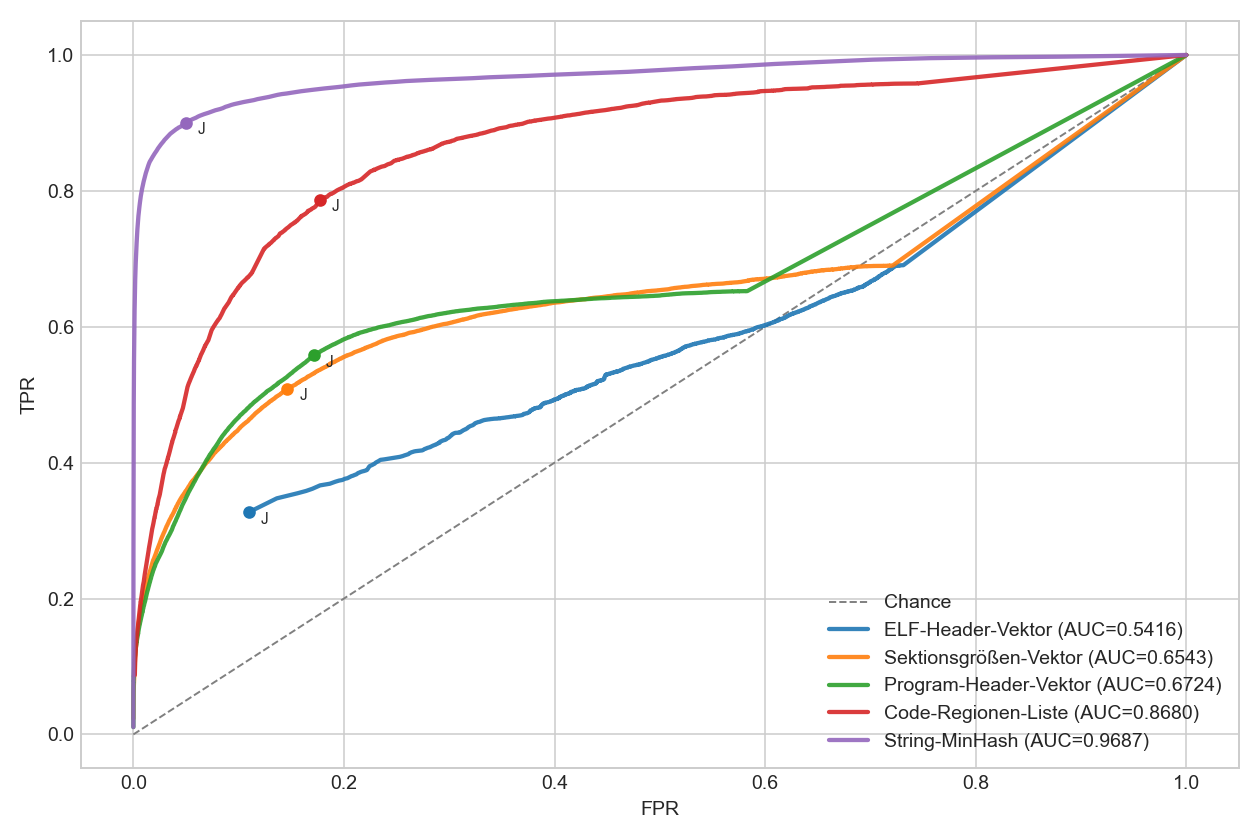 1.0
0.8
0.6
0.4
0.2
0.0
TPR
J
J
J
J
J
Chance
ELF-Header-Vektor (AUC=0.5416)
Sektionsgrößen-Vektor (AUC=0.6543)
Program-Header-Vektor (AUC=0.6724)
Code-Regionen-Liste (AUC=0.8680)
String-MinHash (AUC=0.9687)
0.0 0.2 0.4 0.6 0.8 1.0
FPR